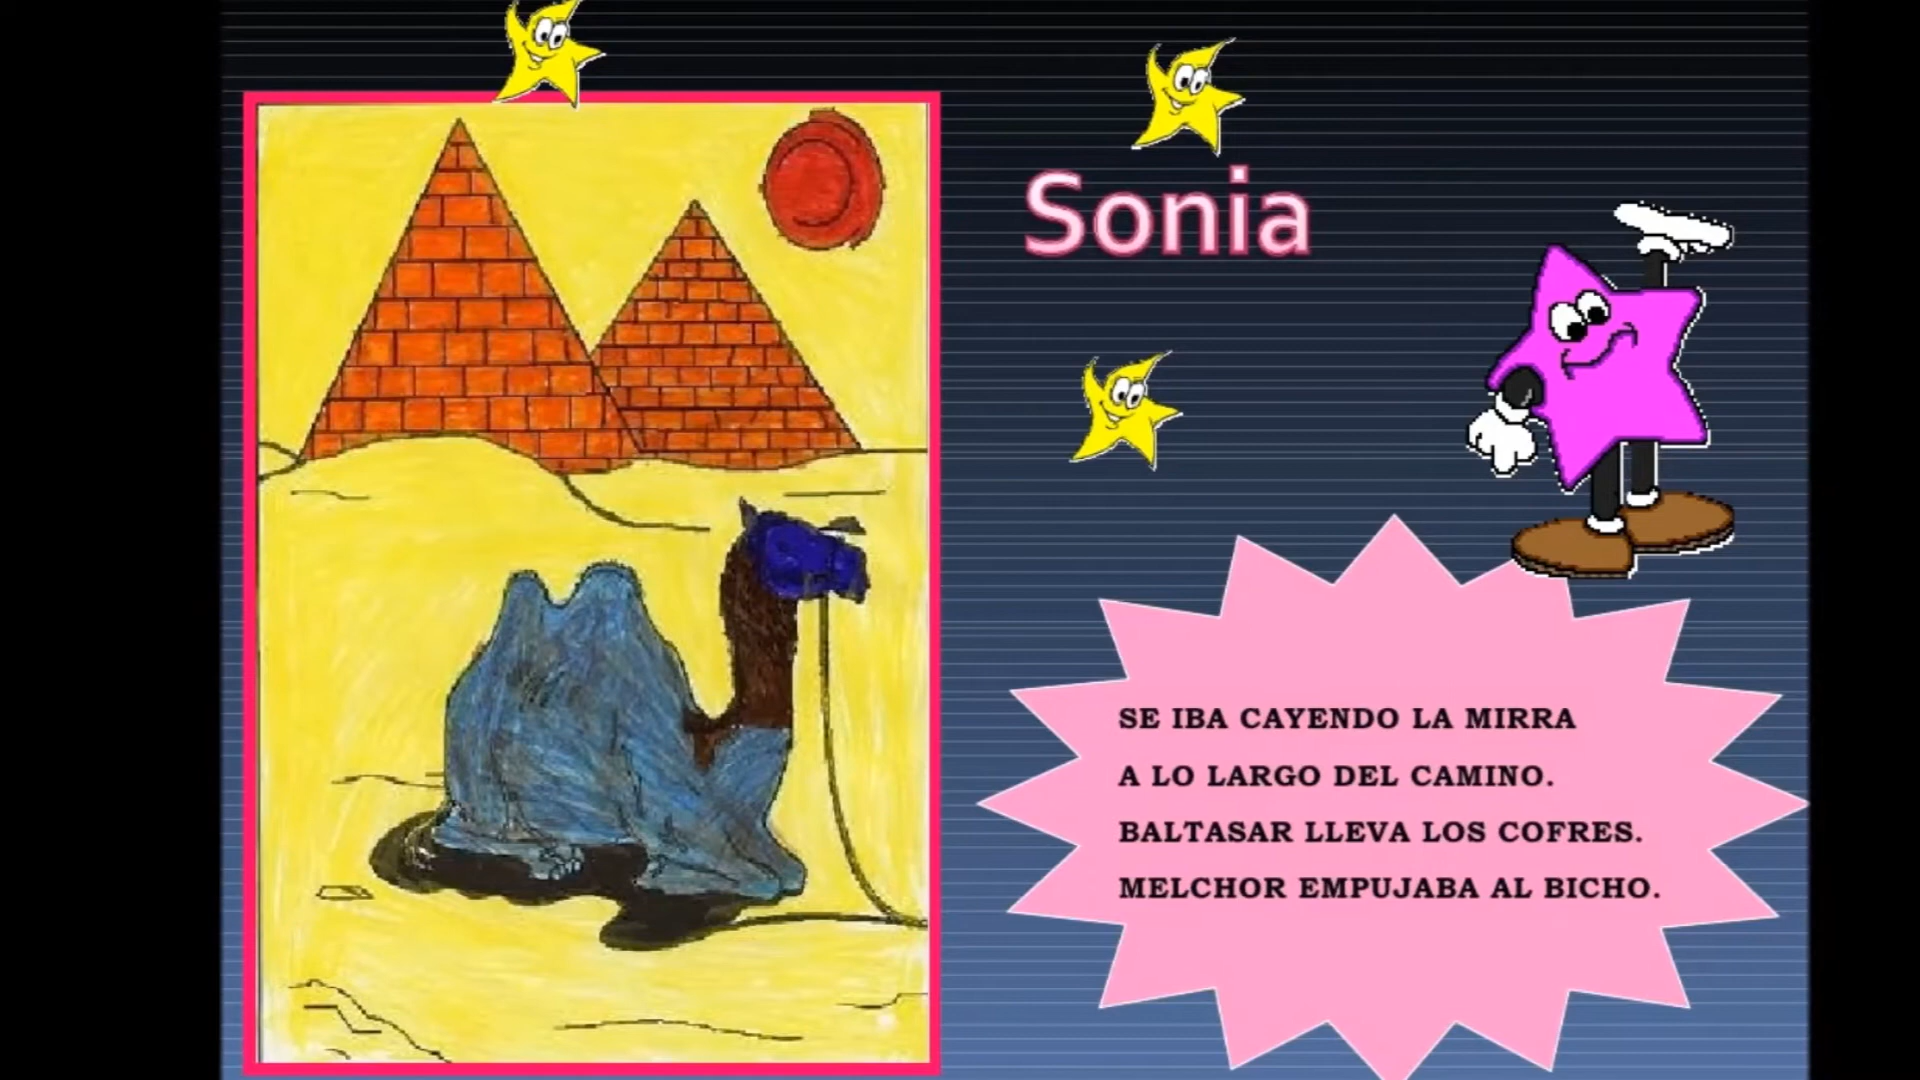 Sonia
SE IBA CAYENDO LA MIRRA
A LO LARGO DEL CAMINO.
BALTASAR LLEVA LOS COFRES.
MELCHOR EMPUJABA AL BICHO.